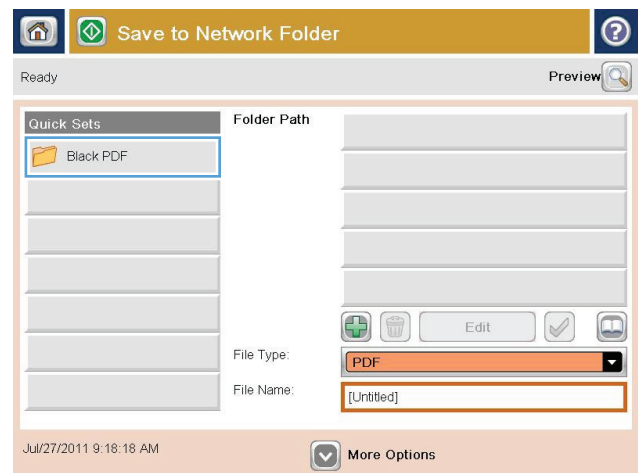 Save to Network Folder
Ready
Preview
Quick Sets
Folder Path
Black PDF
Edit
File Type:
PDF
File Name:
[Untitled]
Jul/27/2011 9:18:18 AM
More Options